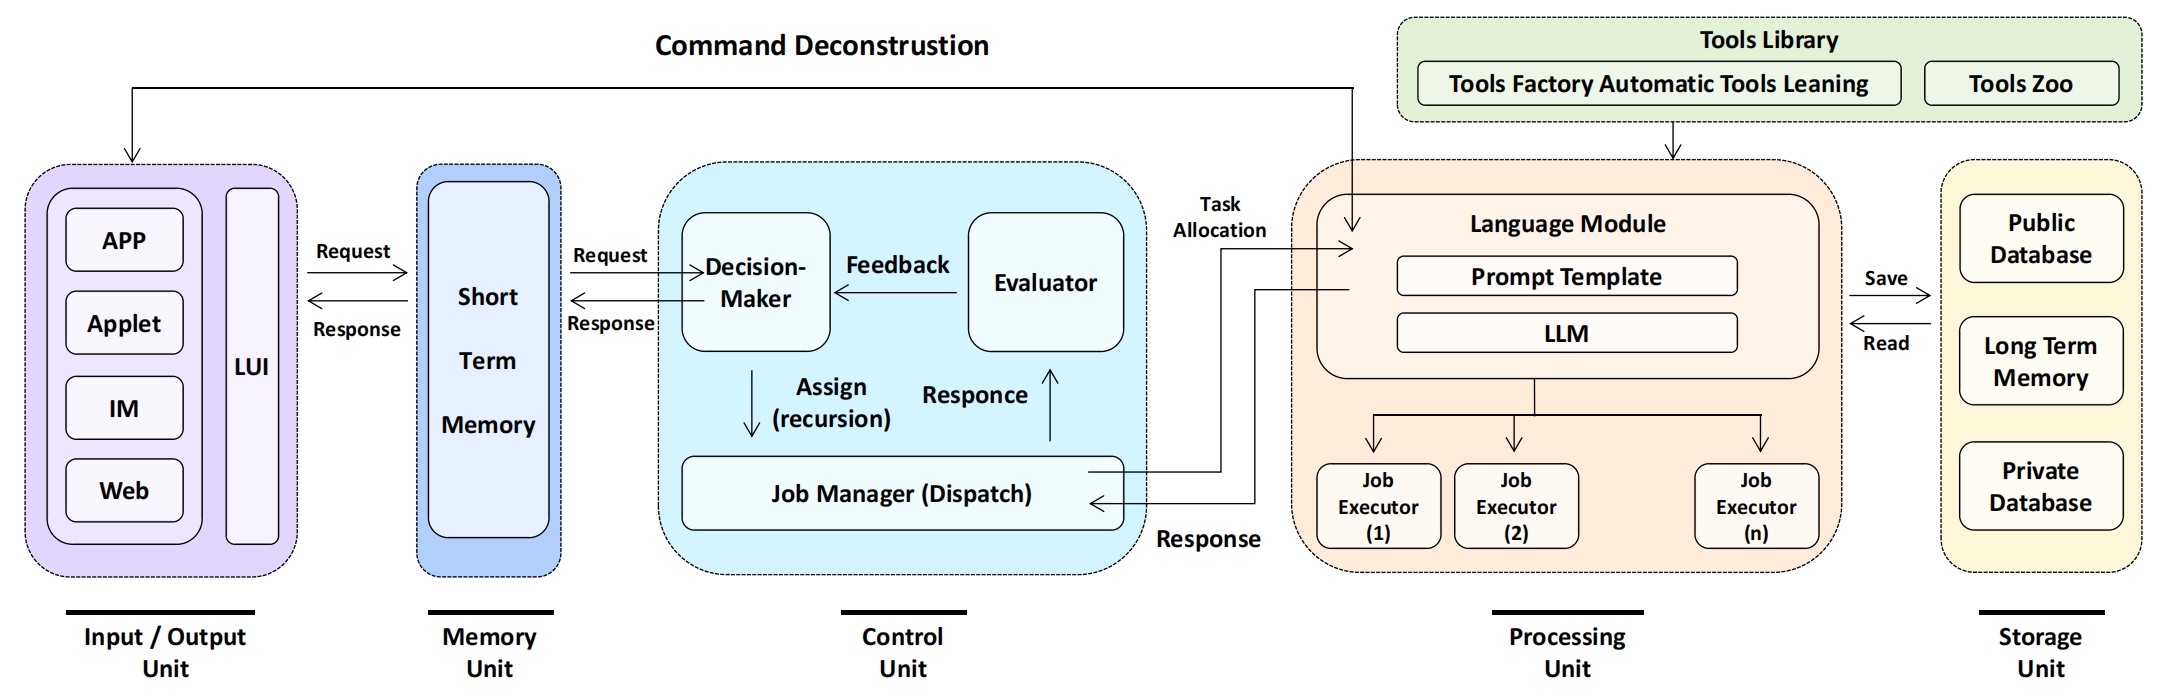 Command Deconstrustion
Tools Library
Tools Factory Automatic Tools Leaning
Tools Zoo
APP
Applet
IM
Web
LUI
Request
Response
Short
Term
Memory
Request
Response
Decision-
Maker
Feedback
Evaluator
Assign
(recursion)
Responce
Job Manager (Dispatch)
Task
Allocation
Response
Language Module
Prompt Template
LLM
Job
Executor
(1)
Job
Executor
(2)
Job
Executor
(n)
Save
Read
Public
Database
Long Term
Memory
Private
Database
Input / Output
Unit
Memory
Unit
Control
Unit
Processing
Unit
Storage
Unit